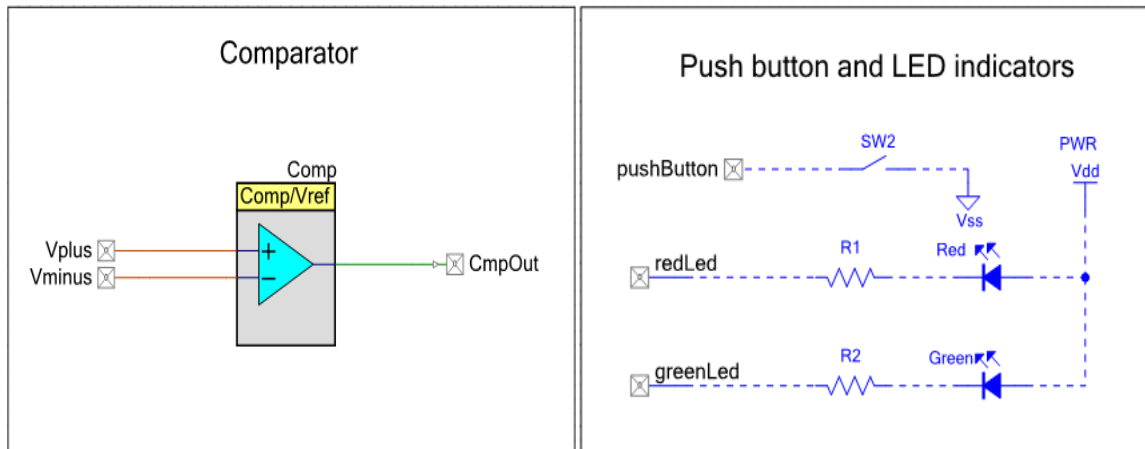 Comparator
Comp
Comp/Vref
Vplus
Vminus
+
−
CmpOut
Push button and LED indicators
pushButton
SW2
PWR
Vdd
Vss
redLed
R1
Red
greenLed
R2
Green